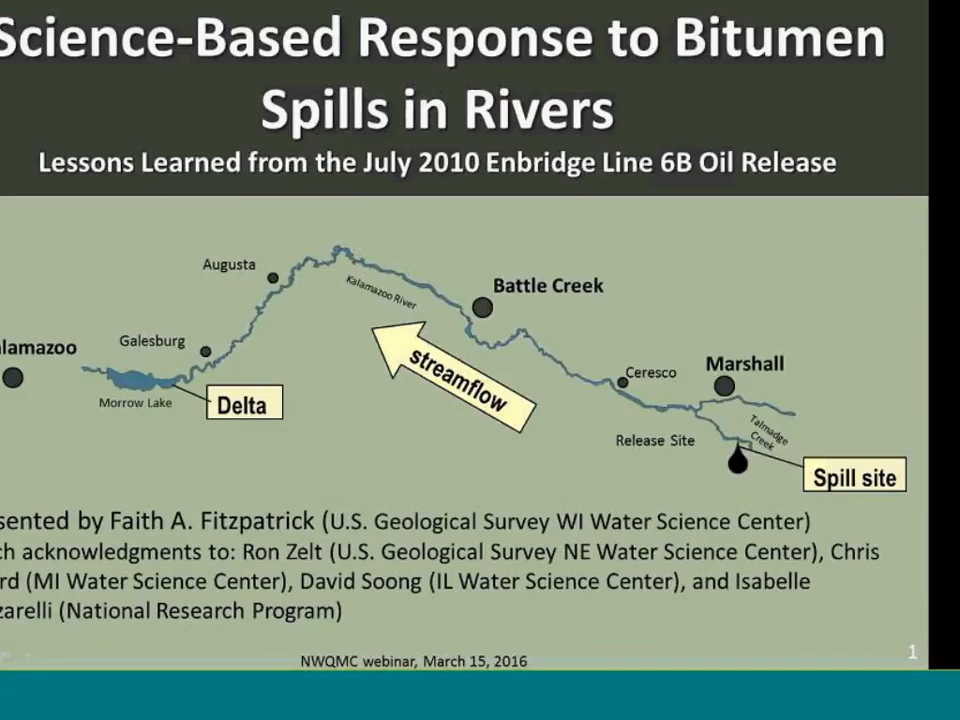 Science-Based Response to Bitumen
Spills in Rivers
Lessons Learned from the July 2010 Enbridge Line 6B Oil Release
Augusta
Kalamazoo River
Battle Creek
Galesburg
alamazoo
streamflow
Ceresco
Marshall
Morrow Lake
Delta
Talmadge
Creek
Release Site
Spill site
sented by Faith A. Fitzpatrick (U.S. Geological Survey WI Water Science Center)
ch acknowledgments to: Ron Zelt (U.S. Geological Survey NE Water Science Center), Chris
rd (MI Water Science Center), David Soong (IL Water Science Center), and Isabelle
zarelli (National Research Program)
NWQMC webinar, March 15, 2016
1